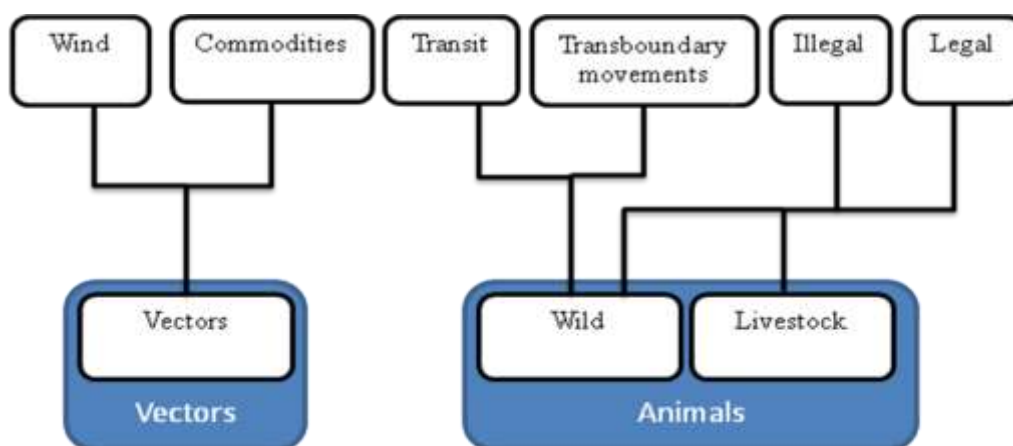 Wind
Commodities
Transit
Transboundary
movements
Illegal
Legal
Vectors
Wild
Livestock
Vectors
Animals